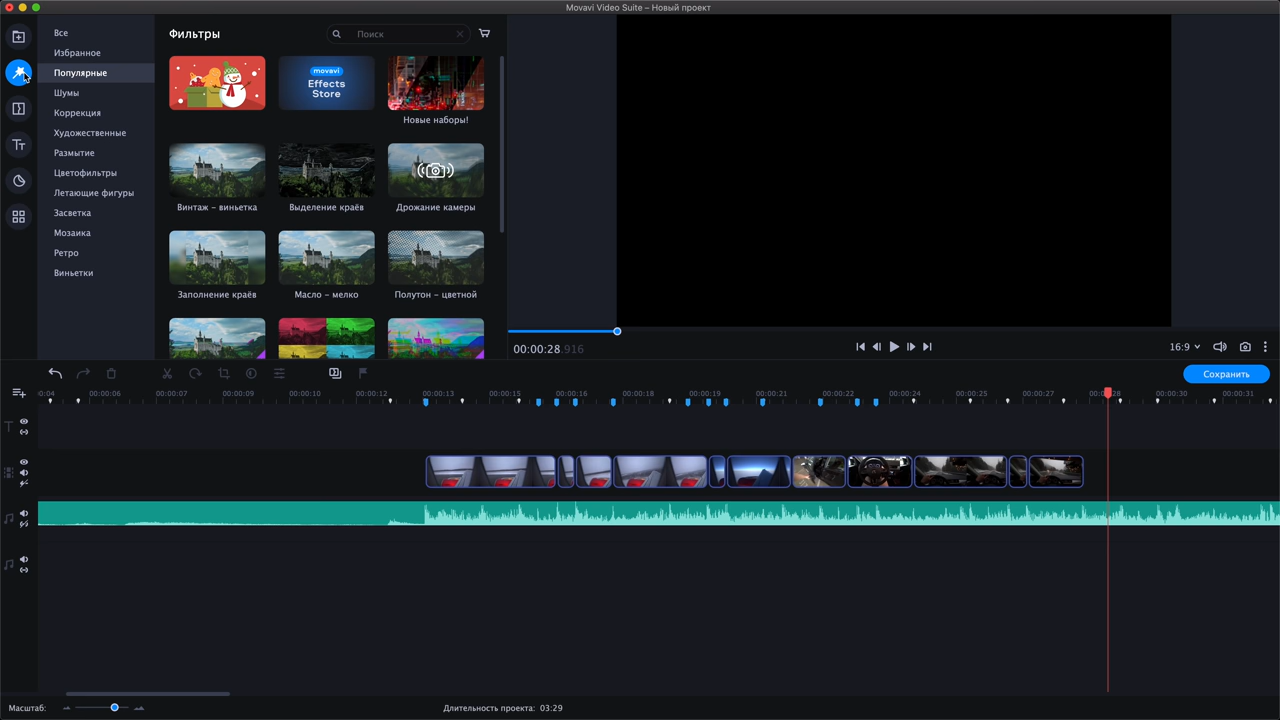 Movavi Video Suite – Новый проект
Все
Избранное
Популярные
Шумы
Коррекция
Художественные
Размытие
Цветофильтры
Летающие фигуры
Засветка
Мозаика
Ретро
Виньетки
Фильтры
Поиск
movavi
Effects
Store
Новые наборы!
Винтаж – виньетка
Выделение краёв
Дрожание камеры
Заполнение краёв
Масло – мелко
Полутон – цветной
00:00:28.916
16:9
Сохранить
00:00:06 00:00:07 00:00:09 00:00:10 00:00:12 00:00:13 00:00:15 00:00:16 00:00:18 00:00:19 00:00:21 00:00:22 00:00:24 00:00:25 00:00:27 00:00:30 00:00:31
Масштаб:
Длительность проекта: 03:29